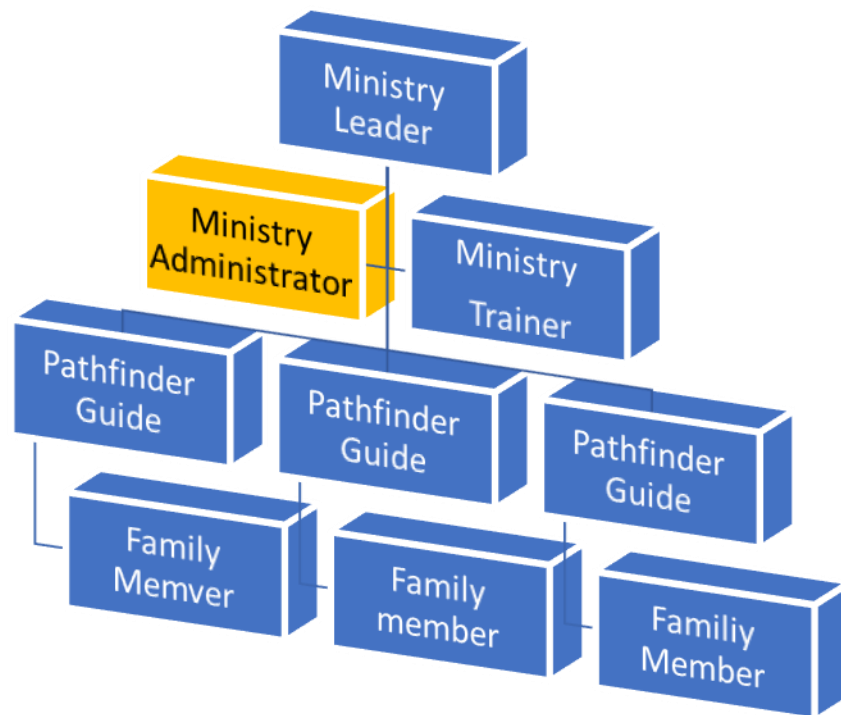 Ministry
Leader
Ministry
Administrator
Ministry
Trainer
Pathfinder
Guide
Pathfinder
Guide
Pathfinder
Guide
Family
Memver
Family
member
Familiy
Member